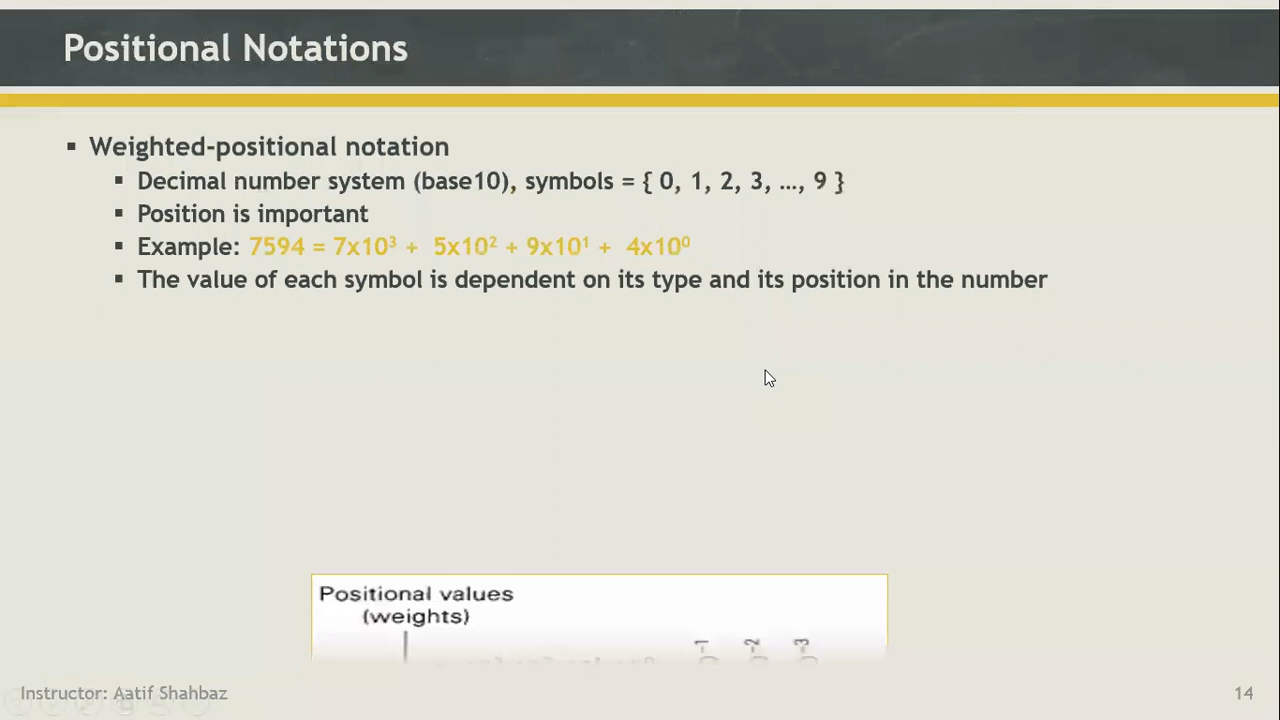 Positional Notations
▪ Weighted-positional notation
▪ Decimal number system (base10), symbols = { 0, 1, 2, 3, …, 9 }
▪ Position is important
▪ Example: 7594 = 7x10³ + 5x10² + 9x10¹ + 4x10⁰
▪ The value of each symbol is dependent on its type and its position in the number
Positional values
(weights)
Instructor: Aatif Shahbaz
14